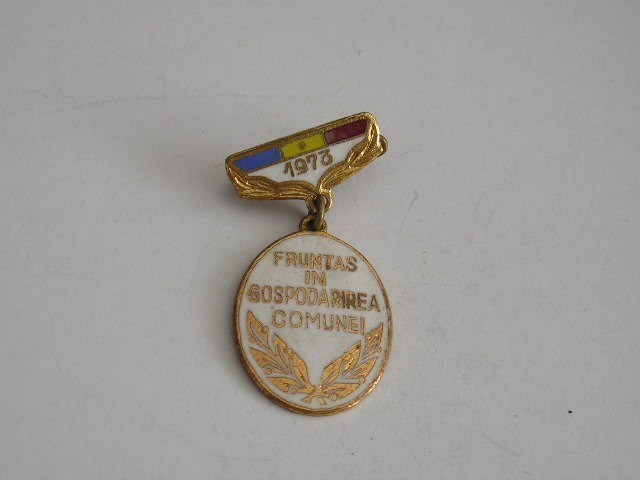 1973
FRUNTAS
IN
GOSPODARIREA
COMUNEI